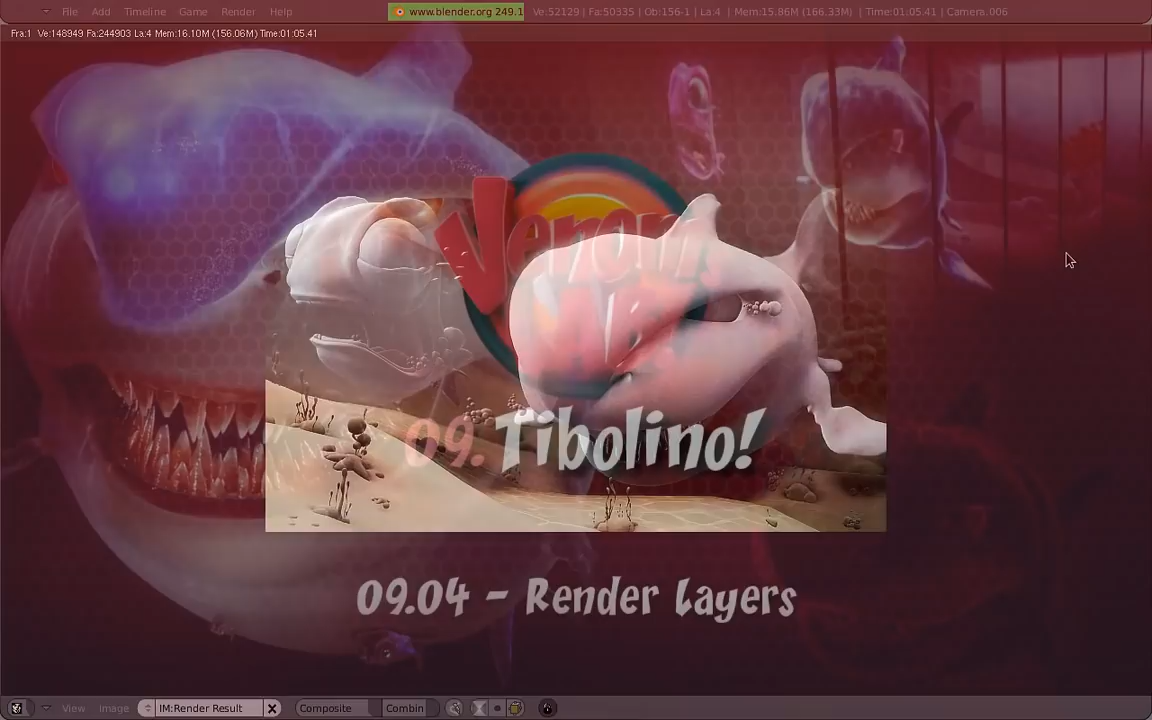 File Add Timeline Game Render Help www.blender.org 249.1 Ve:52129 | Fa:50335 | Ob:156-1 | La:4 | Mem:15.86M (166.33M) | Time:01:05.41 | Camera.006
Fra:1 Ve:148949 Fa:244903 La:4 Mem:16.10M (156.06M) Time:01:05.41
Venom's
09. Tibolino!
09.04 - Render Layers
View Image IM:Render Result Composite Combin